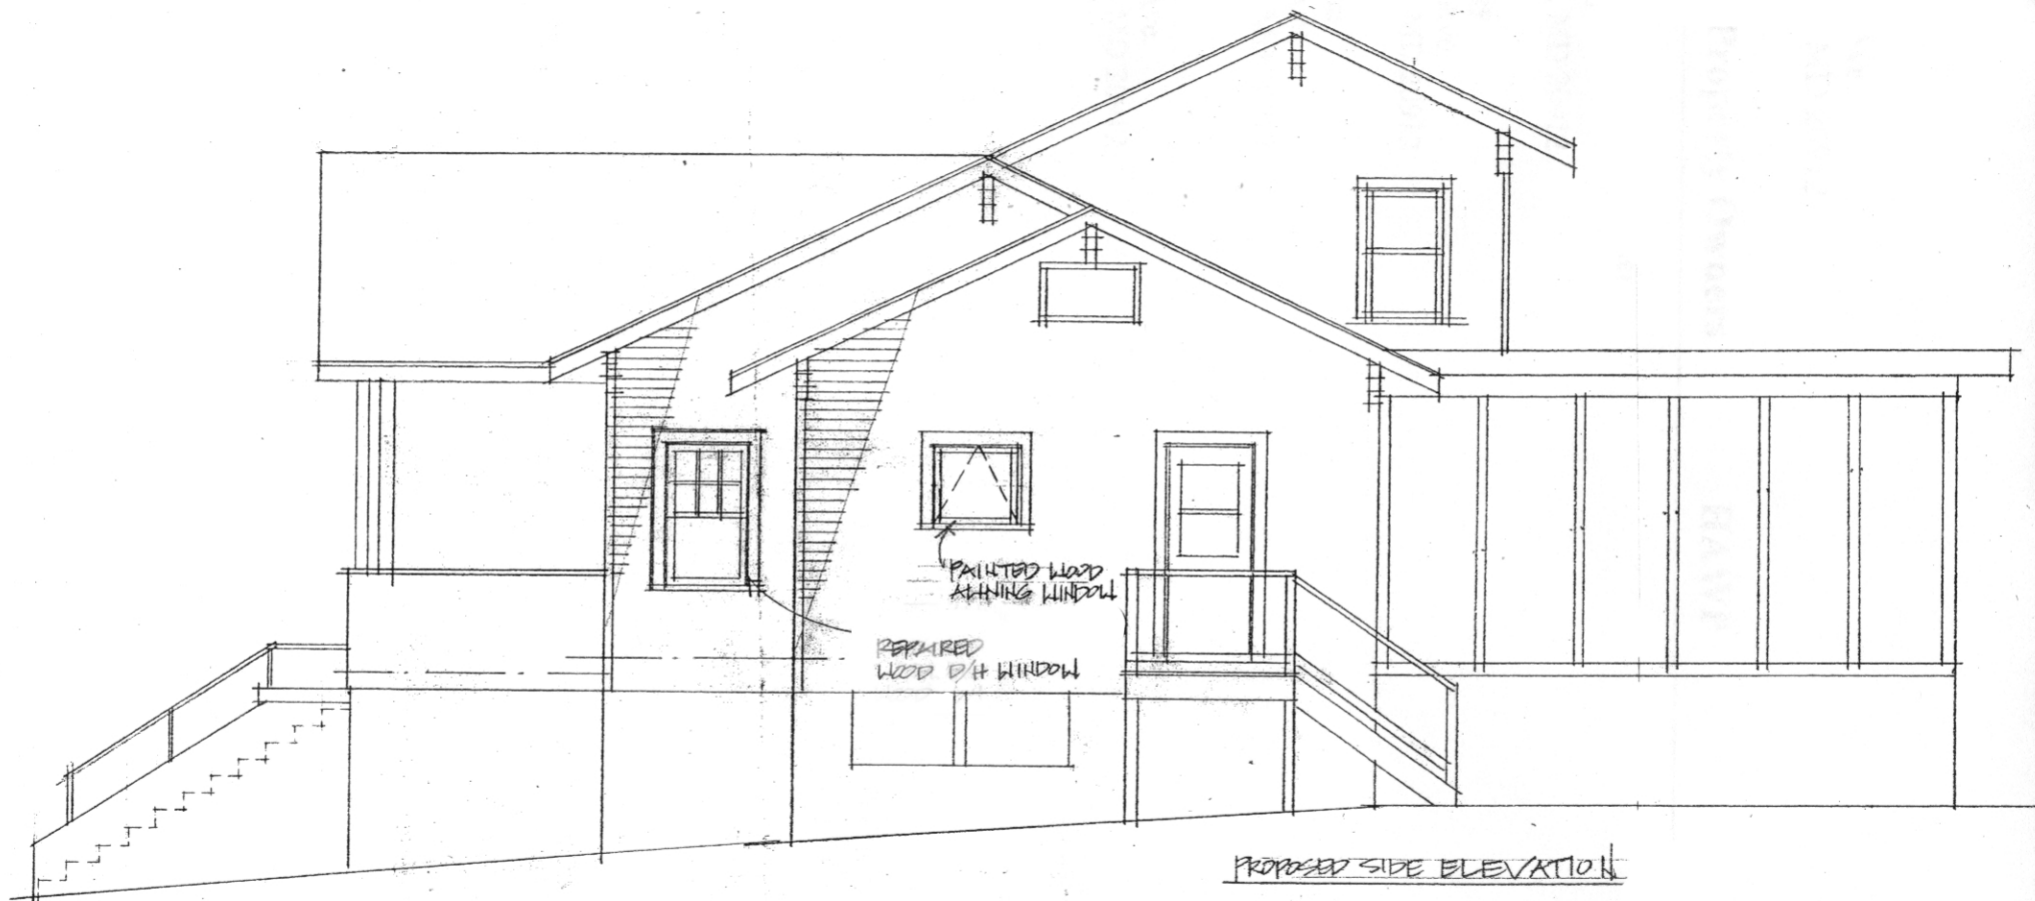 PAINTED WOOD
AWNING WINDOW
REPAIRED
WOOD D/H WINDOW
PROPOSED SIDE ELEVATION